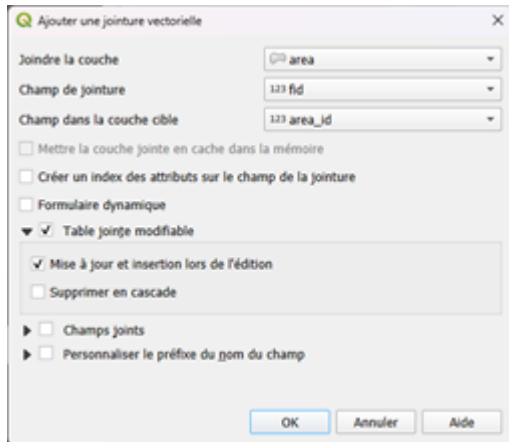 Ajouter une jointure vectorielle
Joindre la couche area
Champ de jointure 123 fid
Champ dans la couche cible 123 area_id
Mettre la couche jointe en cache dans la mémoire
Créer un index des attributs sur le champ de la jointure
Formulaire dynamique
Table jointe modifiable
Mise à jour et insertion lors de l'édition
Supprimer en cascade
Champs joints
Personnaliser le préfixe du nom du champ
OK Annuler Aide